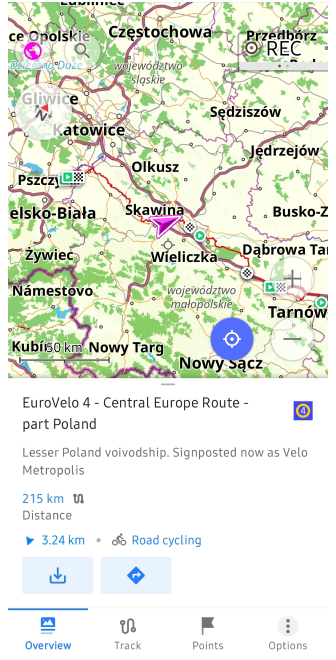 Lubliniec
ce Opolskie
Częstochowa
Przedbórz
REC
Dzierżno Duże
województwo
śląskie
Gliwice
Sędziszów
Katowice
Jędrzejów
Olkusz
Pszczy
elsko-Biała
Skawina
Busko-Z
Wieliczka
Dąbrowa Tar
Żywiec
Námestovo
województwo
małopolskie
Tarnów
50 km
Nowy Targ
Nowy Sącz
EuroVelo 4 - Central Europe Route -
part Poland
4
Lesser Poland voivodship. Signposted now as Velo
Metropolis
215 km
Distance
3.24 km • Road cycling
Overview
Track
Points
Options